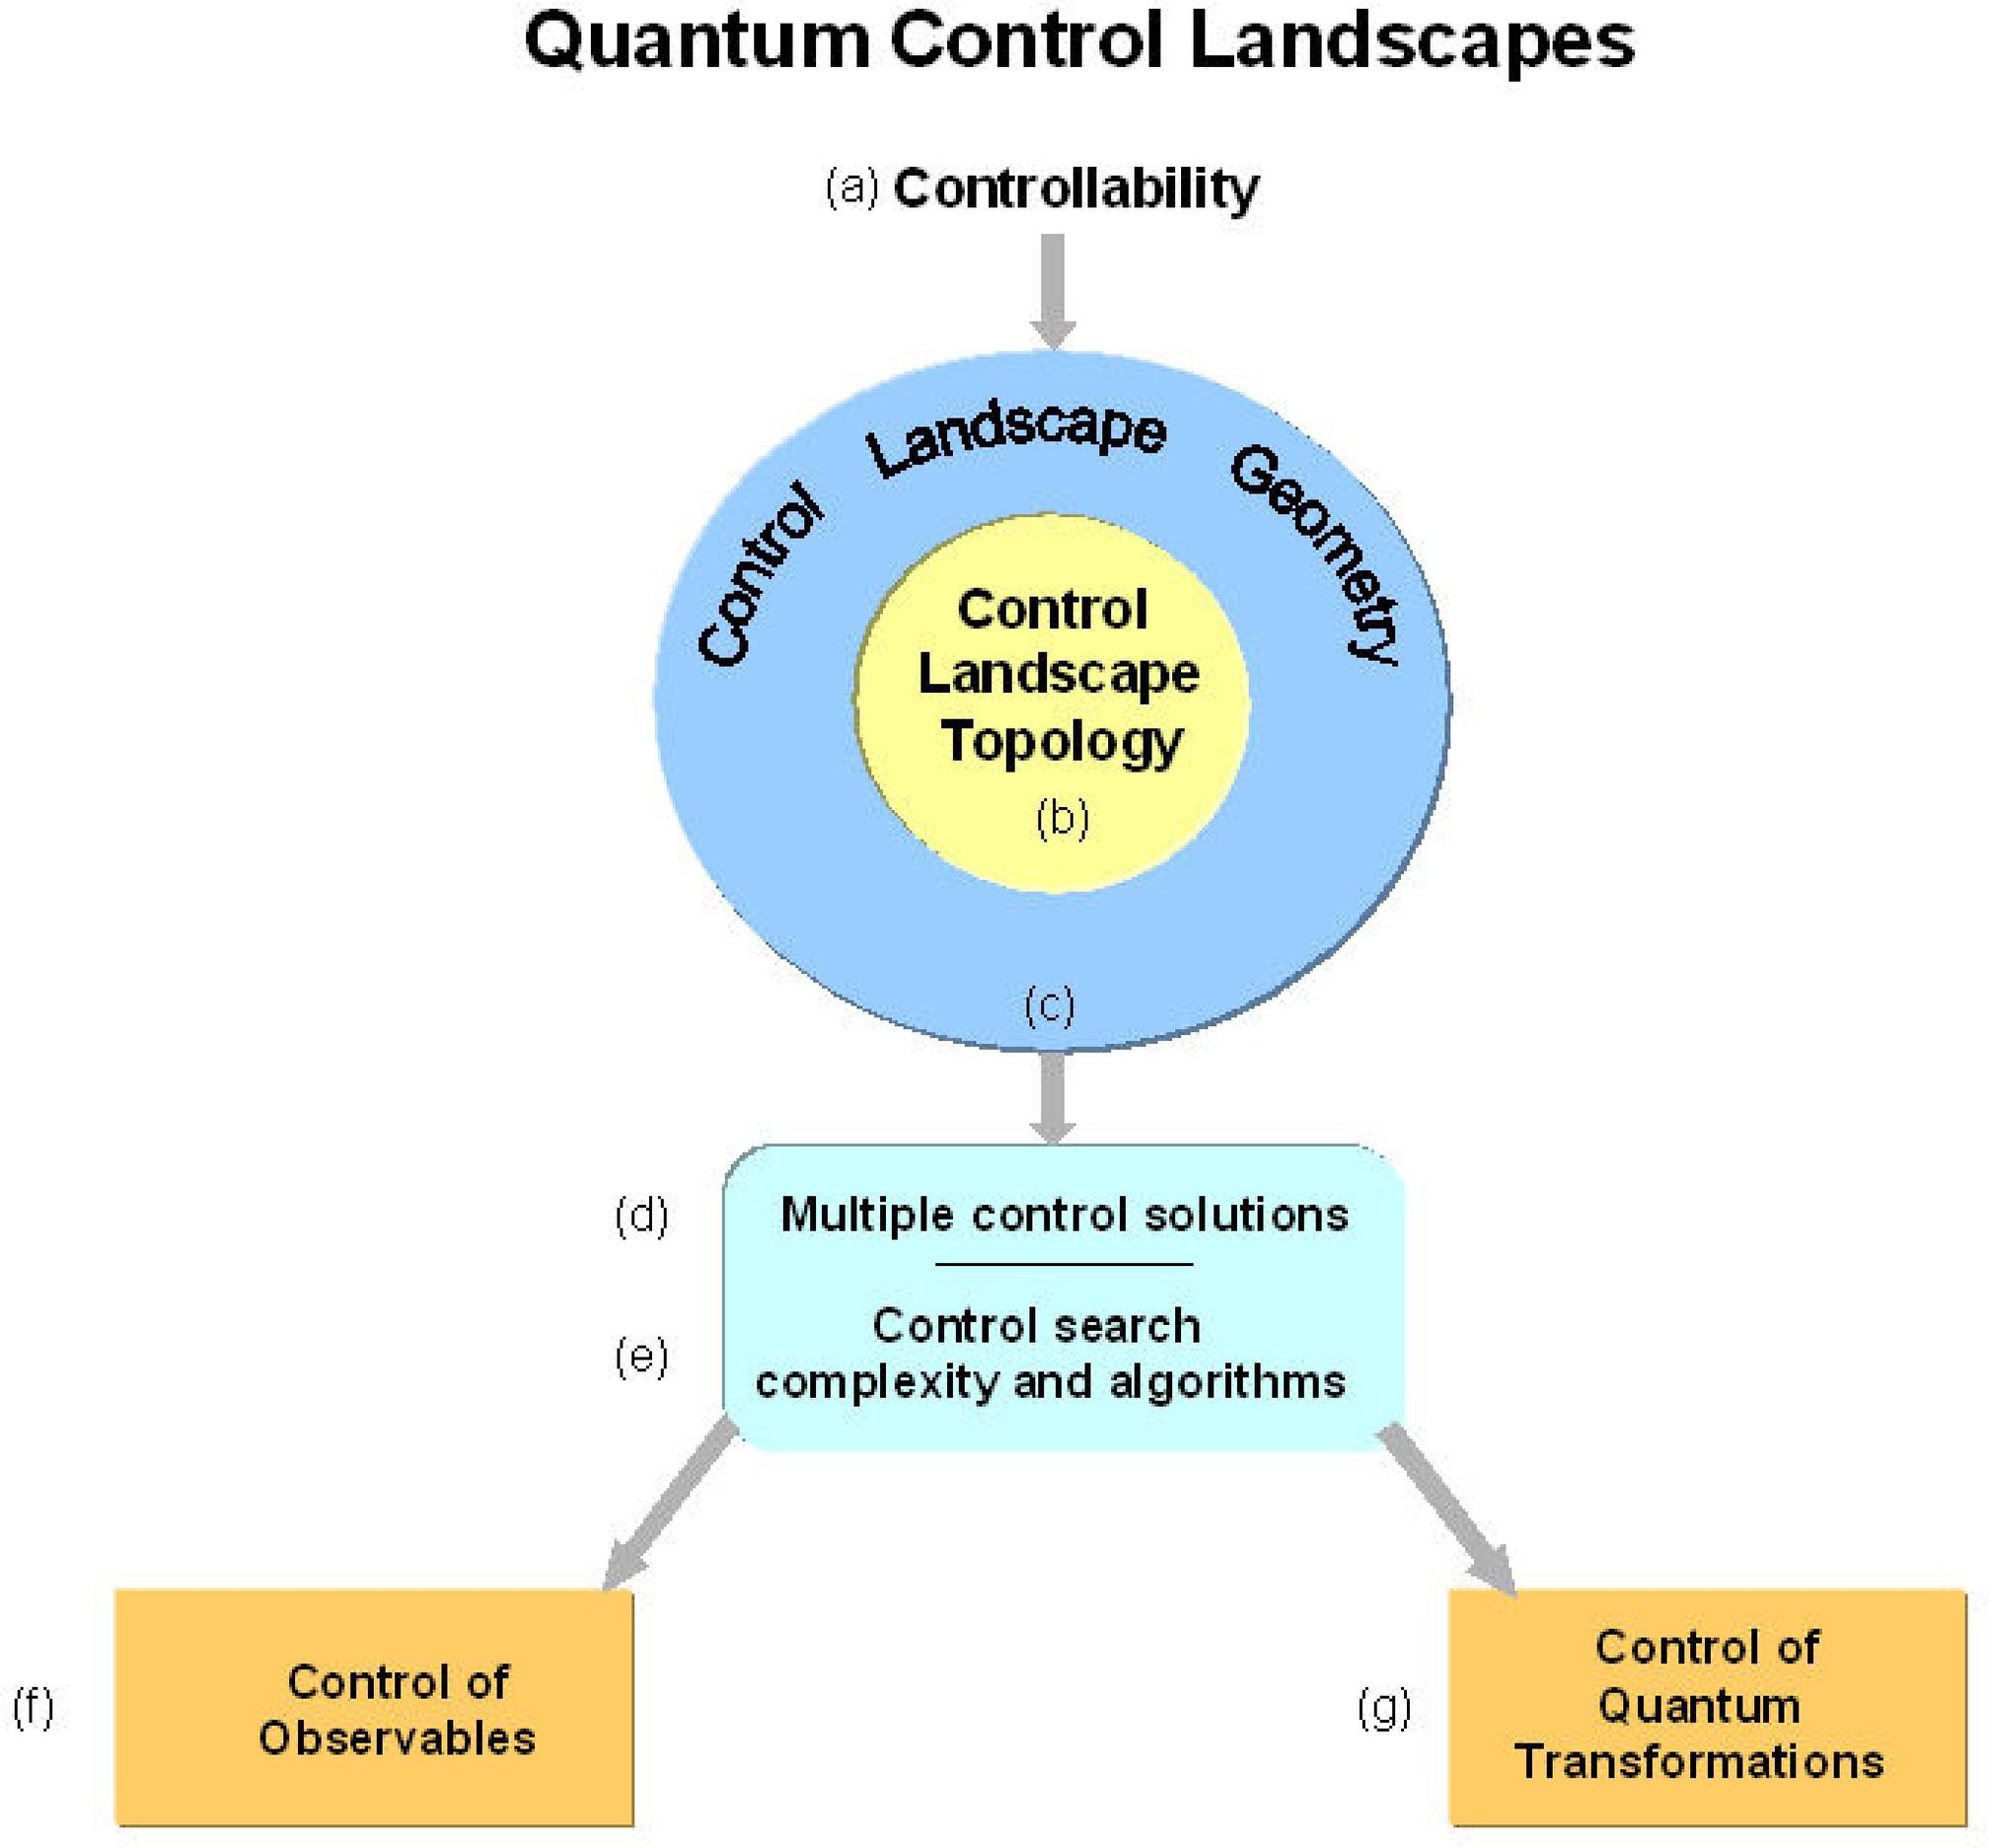 Quantum Control Landscapes
(a) Controllability
Control Landscape Geometry
Control
Landscape
Topology
(b)
(c)
(d) Multiple control solutions
Control search
(e)
complexity and algorithms
Control of
Observables
(f)
Control of
Quantum
(g)
Transformations